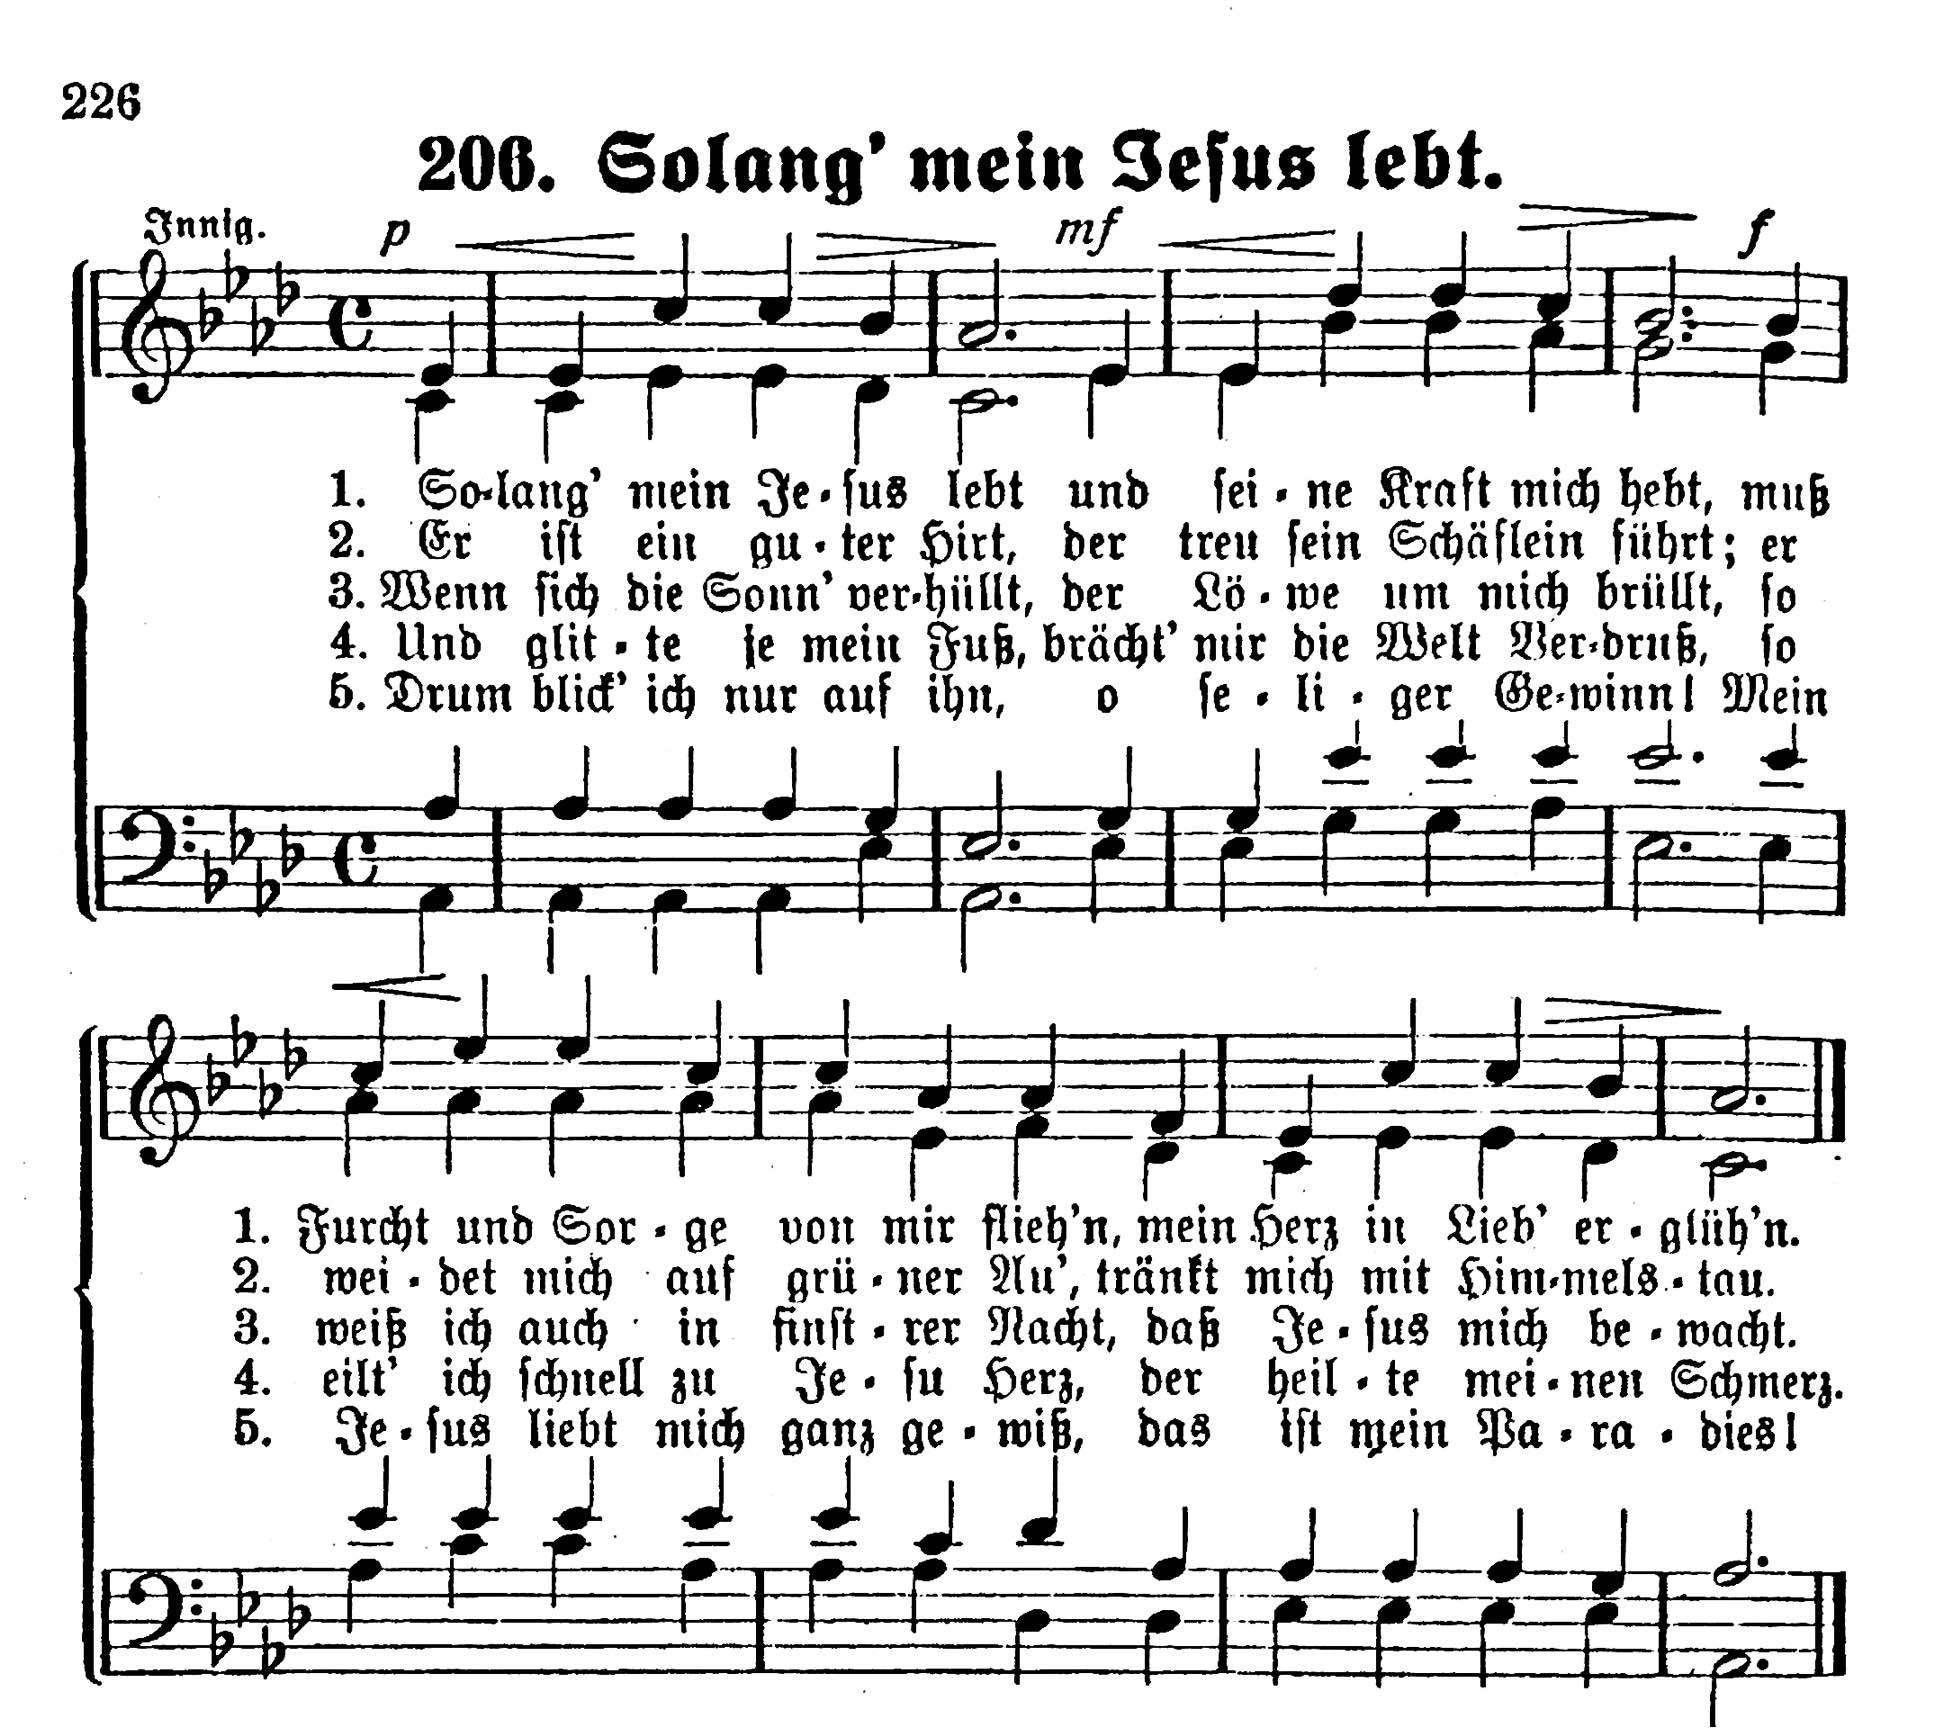 226
206. Solang' mein Jesus lebt.
Innig. p mf f
1. So-lang' mein Je-sus lebt und sei-ne Kraft mich hebt, muß
2. Er ist ein gu-ter Hirt, der treu sein Schäflein führt; er
3. Wenn sich die Sonn' ver-hüllt, der Lö-we um mich brüllt, so
4. Und glit-te je mein Fuß, brächt' mir die Welt Ver-druß, so
5. Drum blick' ich nur auf ihn, o se-li-ger Ge-winn! Mein
1. Furcht und Sor-ge von mir flieh'n, mein Herz in Lieb' er-glüh'n.
2. wei-det mich auf grü-ner Au', tränkt mich mit Him-mels-tau.
3. weiß ich auch in finst-rer Nacht, daß Je-sus mich be-wacht.
4. eilt' ich schnell zu Je-su Herz, der heil-te mei-nen Schmerz.
5. Je-sus liebt mich ganz ge-wiß, das ist mein Pa-ra-dies!